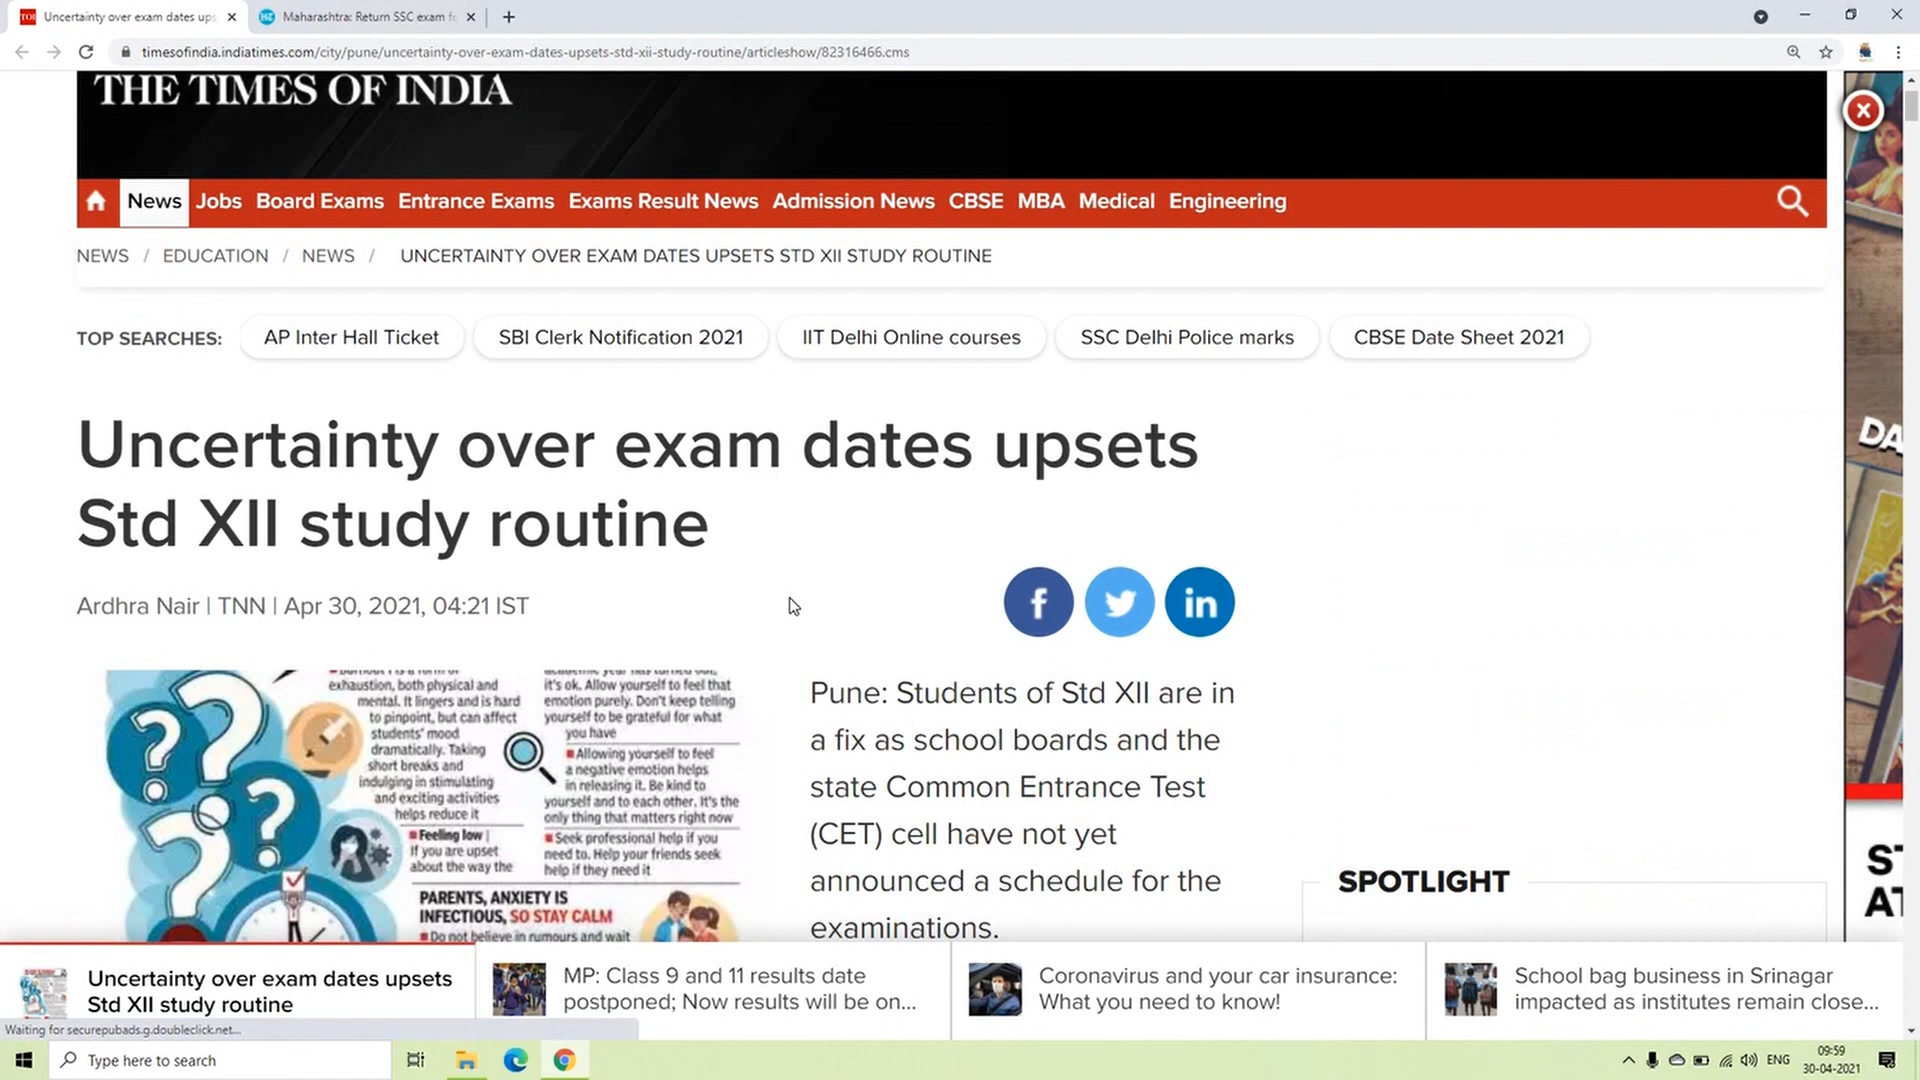 Uncertainty over exam dates ups
Maharashtra: Return SSC exam f
timesofindia.indiatimes.com/city/pune/uncertainty-over-exam-dates-upsets-std-xii-study-routine/articleshow/82316466.cms
THE TIMES OF INDIA
News Jobs Board Exams Entrance Exams Exams Result News Admission News CBSE MBA Medical Engineering
NEWS / EDUCATION / NEWS / UNCERTAINTY OVER EXAM DATES UPSETS STD XII STUDY ROUTINE
TOP SEARCHES: AP Inter Hall Ticket SBI Clerk Notification 2021 IIT Delhi Online courses SSC Delhi Police marks CBSE Date Sheet 2021
Uncertainty over exam dates upsets
Std XII study routine
Ardhra Nair | TNN | Apr 30, 2021, 04:21 IST
exhaustion, both physical and
mental. It lingers and is hard
to pinpoint, but can affect
students' mood
dramatically. Taking
short breaks and
indulging in stimulating
and exciting activities
helps reduce it
Feeling low |
If you are upset
about the way the
academic year has turned out,
it's ok. Allow yourself to feel that
emotion purely. Don't keep telling
yourself to be grateful for what
you have
Allowing yourself to feel
a negative emotion helps
in releasing it. Be kind to
yourself and to each other. It's the
only thing that matters right now
Seek professional help if you
need to. Help your friends seek
help if they need it
PARENTS, ANXIETY IS
INFECTIOUS, SO STAY CALM
Do not believe in rumours and wait
Pune: Students of Std XII are in
a fix as school boards and the
state Common Entrance Test
(CET) cell have not yet
announced a schedule for the
examinations.
SPOTLIGHT
DA
ST
AT
Uncertainty over exam dates upsets
Std XII study routine
MP: Class 9 and 11 results date
postponed; Now results will be on...
Coronavirus and your car insurance:
What you need to know!
School bag business in Srinagar
impacted as institutes remain close...
Waiting for securepubads.g.doubleclick.net...
Type here to search
ENG
09:59
30-04-2021